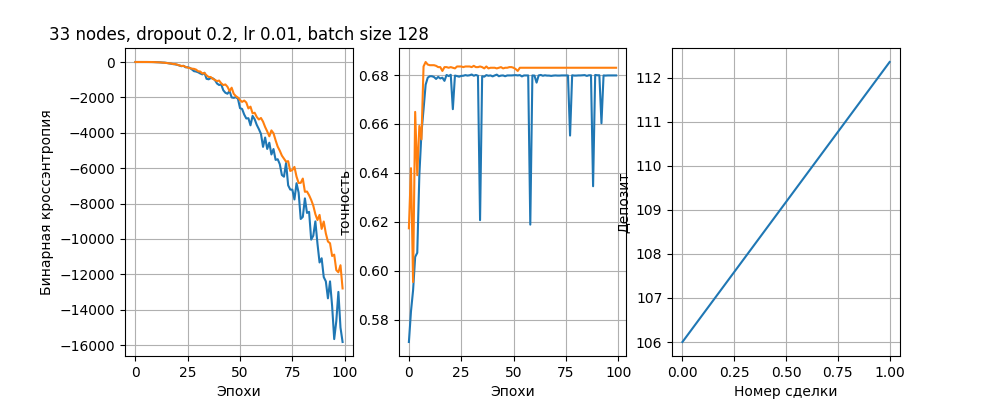 33 nodes, dropout 0.2, lr 0.01, batch size 128
Бинарная кроссэнтропия
0
−2000
−4000
−6000
−8000
−10000
−12000
−14000
−16000
0 25 50 75 100
Эпохи
точность
0.68
0.66
0.64
0.62
0.60
0.58
0 25 50 75 100
Эпохи
Депозит
112
111
110
109
108
107
106
0.00 0.25 0.50 0.75 1.00
Номер сделки